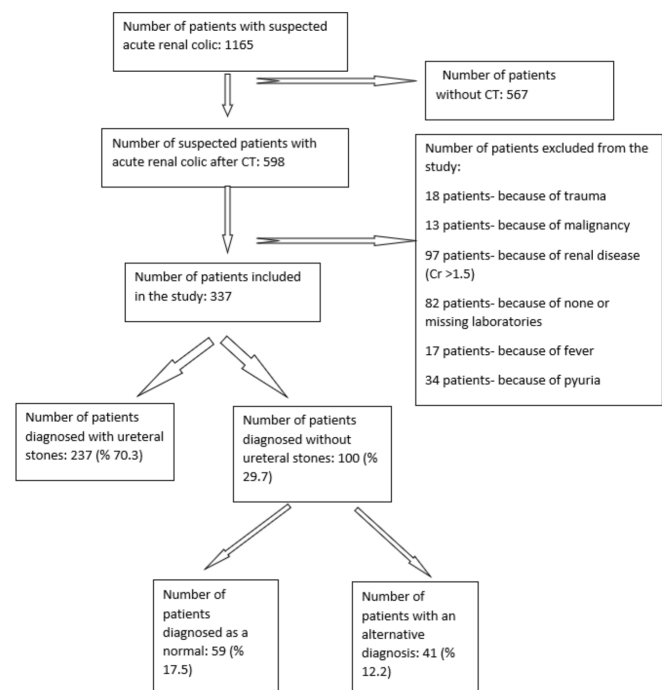 Number of patients with suspected
acute renal colic: 1165
Number of patients
without CT: 567
Number of suspected patients with
acute renal colic after CT: 598
Number of patients excluded from the
study:
18 patients- because of trauma
13 patients- because of malignancy
97 patients- because of renal disease
(Cr >1.5)
82 patients- because of none or
missing laboratories
17 patients- because of fever
34 patients- because of pyuria
Number of patients included
in the study: 337
Number of patients
diagnosed with ureteral
stones: 237 (% 70.3)
Number of patients
diagnosed without
ureteral stones: 100 (%
29.7)
Number of
patients
diagnosed as a
normal: 59 (%
17.5)
Number of
patients with an
alternative
diagnosis: 41 (%
12.2)